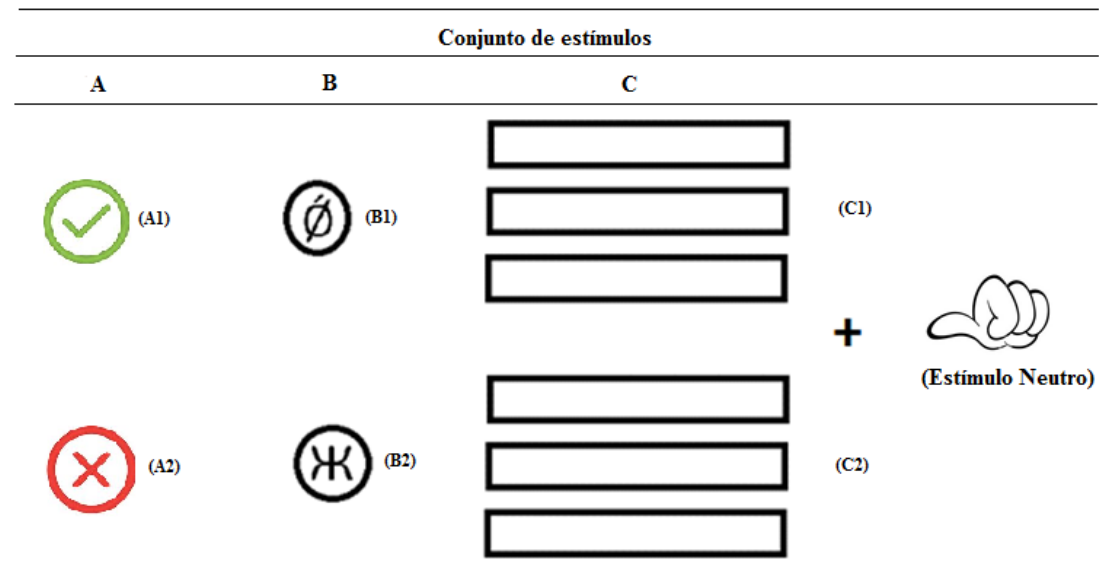 Conjunto de estímulos
A B C
(A1) (B1) (C1)
Ǿ
+
(Estímulo Neutro)
(A2) (B2) (C2)
Ж